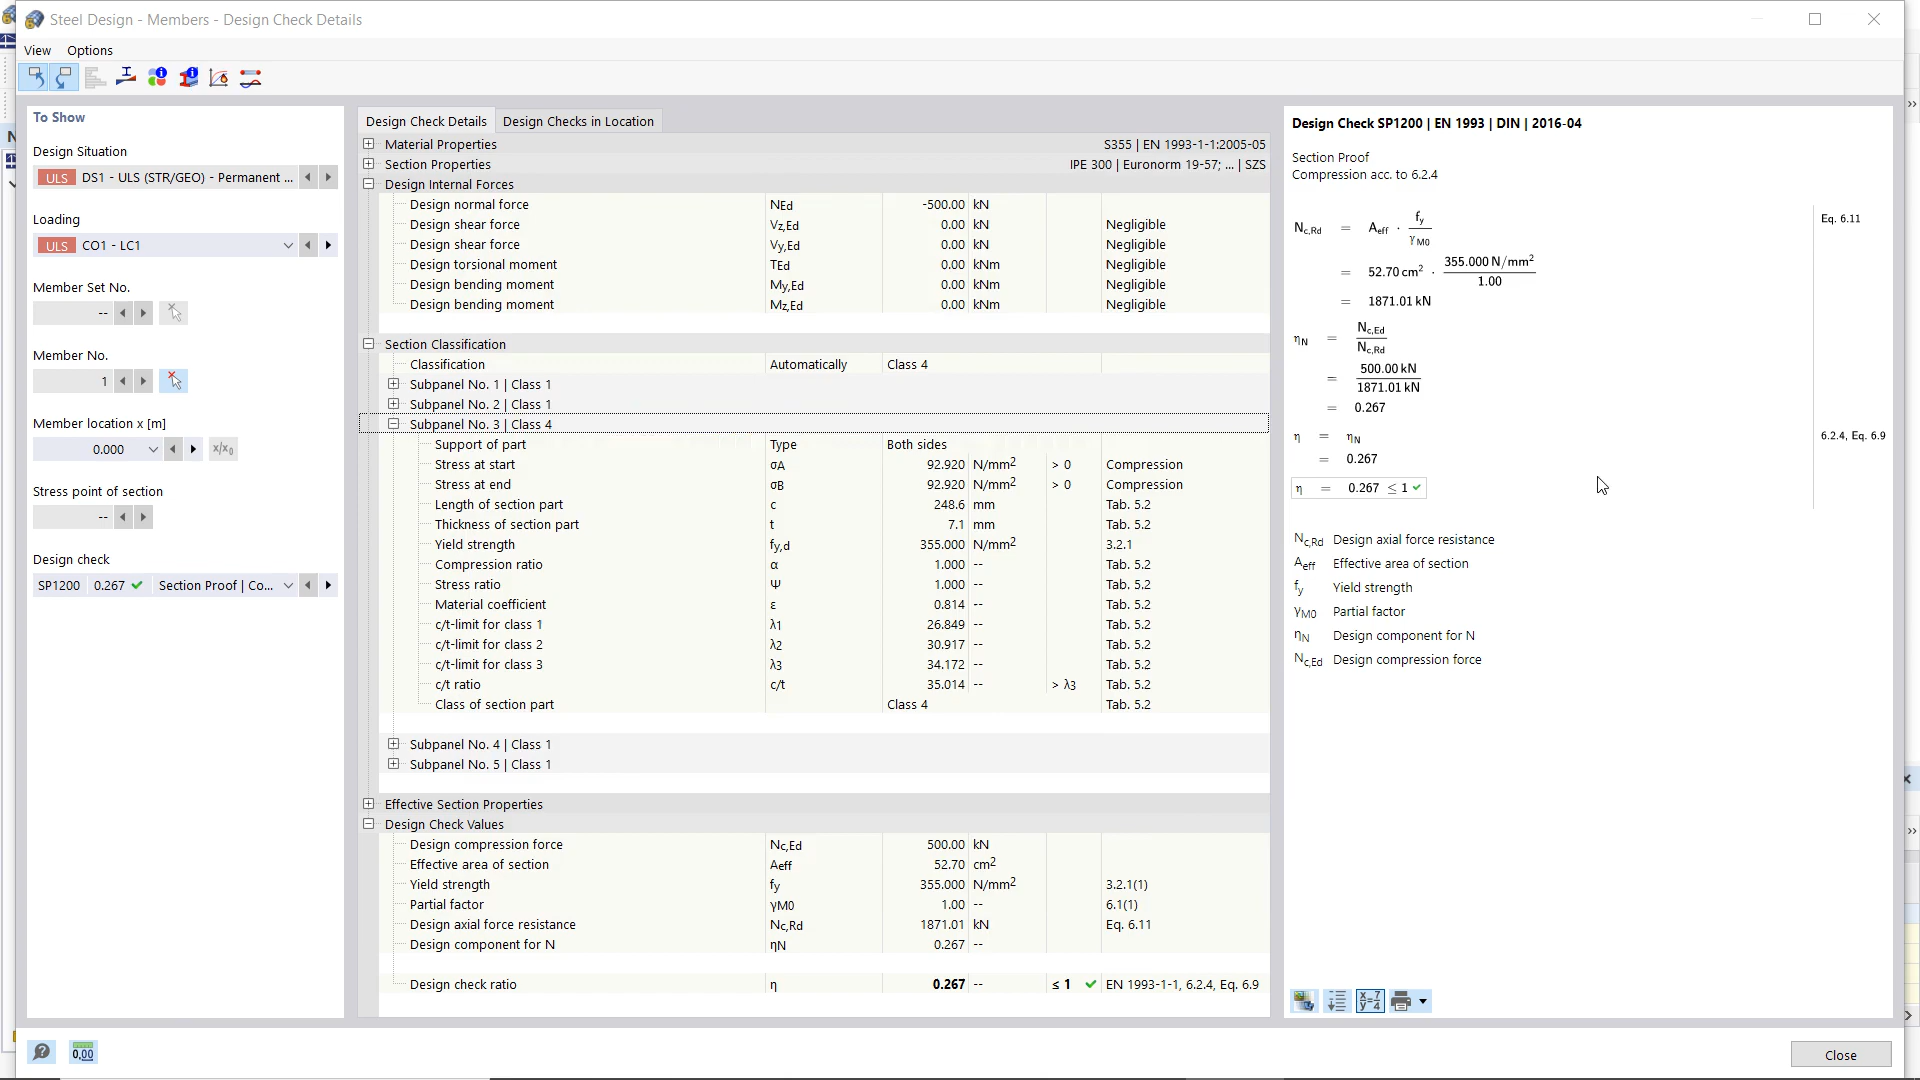 Steel Design - Members - Design Check Details
View Options
To Show
Design Situation
ULS DS1 - ULS (STR/GEO) - Permanent ...
Loading
ULS CO1 - LC1
Member Set No.
--
Member No.
1
Member location x [m]
0.000
x/x0
Stress point of section
--
Design check
SP1200 0.267 Section Proof | Co...
Design Check Details Design Checks in Location
Material Properties S355 | EN 1993-1-1:2005-05
Section Properties IPE 300 | Euronorm 19-57; ... | SZS
Design Internal Forces
Design normal force NEd -500.00 kN
Design shear force Vz,Ed 0.00 kN Negligible
Design shear force Vy,Ed 0.00 kN Negligible
Design torsional moment TEd 0.00 kNm Negligible
Design bending moment My,Ed 0.00 kNm Negligible
Design bending moment Mz,Ed 0.00 kNm Negligible
Section Classification
Classification Automatically Class 4
Subpanel No. 1 | Class 1
Subpanel No. 2 | Class 1
Subpanel No. 3 | Class 4
Support of part Type Both sides
Stress at start σA 92.920 N/mm2 > 0 Compression
Stress at end σB 92.920 N/mm2 > 0 Compression
Length of section part c 248.6 mm Tab. 5.2
Thickness of section part t 7.1 mm Tab. 5.2
Yield strength fy,d 355.000 N/mm2 3.2.1
Compression ratio α 1.000 -- Tab. 5.2
Stress ratio Ψ 1.000 -- Tab. 5.2
Material coefficient ε 0.814 -- Tab. 5.2
c/t-limit for class 1 λ1 26.849 -- Tab. 5.2
c/t-limit for class 2 λ2 30.917 -- Tab. 5.2
c/t-limit for class 3 λ3 34.172 -- Tab. 5.2
c/t ratio c/t 35.014 -- > λ3 Tab. 5.2
Class of section part Class 4 Tab. 5.2
Subpanel No. 4 | Class 1
Subpanel No. 5 | Class 1
Effective Section Properties
Design Check Values
Design compression force Nc,Ed 500.00 kN
Effective area of section Aeff 52.70 cm2
Yield strength fy 355.000 N/mm2 3.2.1(1)
Partial factor γM0 1.00 -- 6.1(1)
Design axial force resistance Nc,Rd 1871.01 kN Eq. 6.11
Design component for N ηN 0.267 --
Design check ratio η 0.267 -- ≤ 1 EN 1993-1-1, 6.2.4, Eq. 6.9
Design Check SP1200 | EN 1993 | DIN | 2016-04
Section Proof
Compression acc. to 6.2.4
Nc,Rd = Aeff · fy / γM0 Eq. 6.11
= 52.70 cm2 · 355.000 N/mm2 / 1.00
= 1871.01 kN
ηN = Nc,Ed / Nc,Rd
= 500.00 kN / 1871.01 kN
= 0.267
η = ηN 6.2.4, Eq. 6.9
= 0.267
η = 0.267 ≤ 1
Nc,Rd Design axial force resistance
Aeff Effective area of section
fy Yield strength
γM0 Partial factor
ηN Design component for N
Nc,Ed Design compression force
0,00
Close